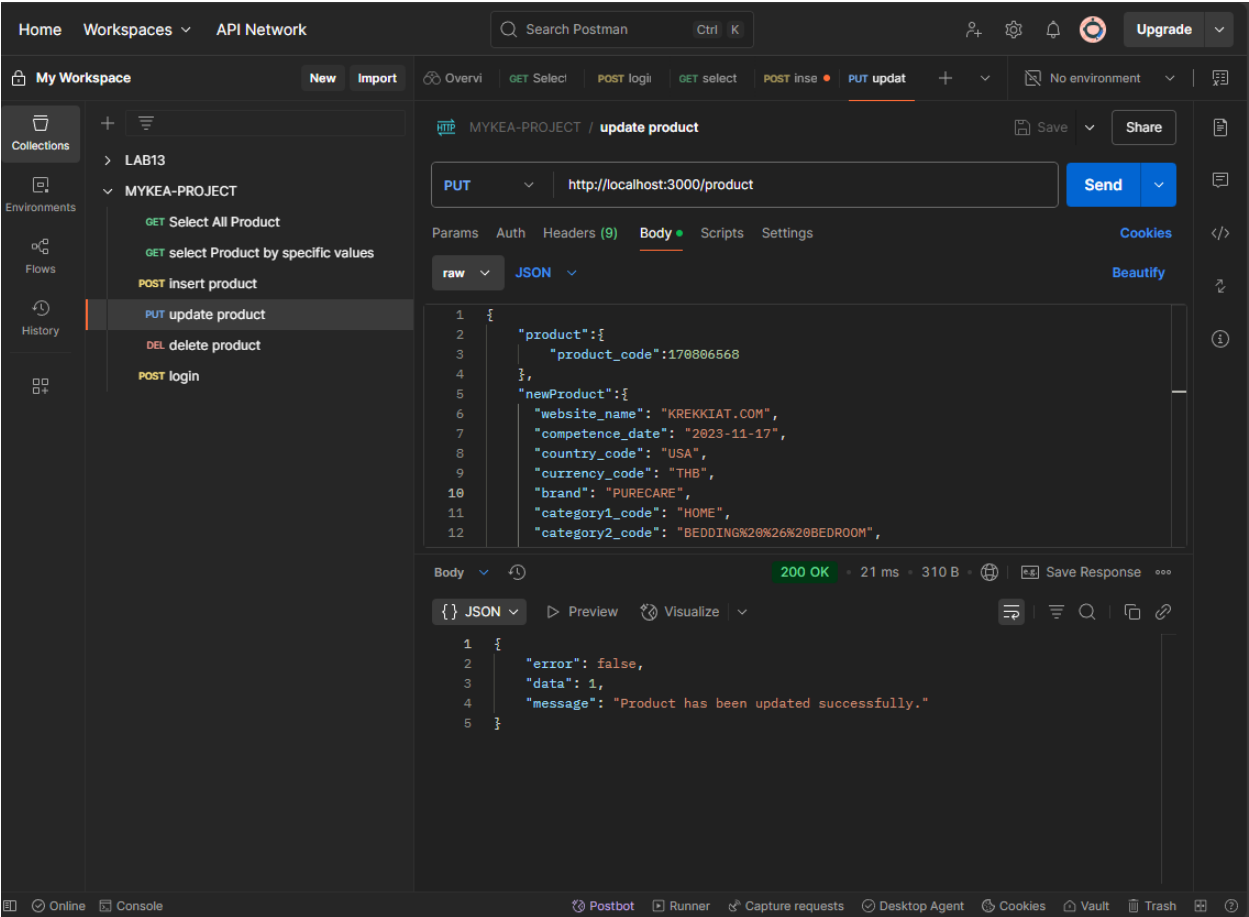 Home Workspaces API Network Search Postman Ctrl K Upgrade
My Workspace New Import Overvi GET Select POST logi GET select POST inse PUT updat No environment
Collections
Environments
Flows
History
LAB13
MYKEA-PROJECT
GET Select All Product
GET select Product by specific values
POST insert product
PUT update product
DEL delete product
POST login
HTTP MYKEA-PROJECT / update product Save Share
PUT http://localhost:3000/product Send
Params Auth Headers (9) Body Scripts Settings Cookies
raw JSON Beautify
1 {
2 "product":{
3 "product_code":170806568
4 },
5 "newProduct":{
6 "website_name": "KREKKIAT.COM",
7 "competence_date": "2023-11-17",
8 "country_code": "USA",
9 "currency_code": "THB",
10 "brand": "PURECARE",
11 "category1_code": "HOME",
12 "category2_code": "BEDDING%20%26%20BEDROOM",
Body 200 OK 21 ms 310 B e.g. Save Response
{} JSON Preview Visualize
1 {
2 "error": false,
3 "data": 1,
4 "message": "Product has been updated successfully."
5 }
Online Console Postbot Runner Capture requests Desktop Agent Cookies Vault Trash